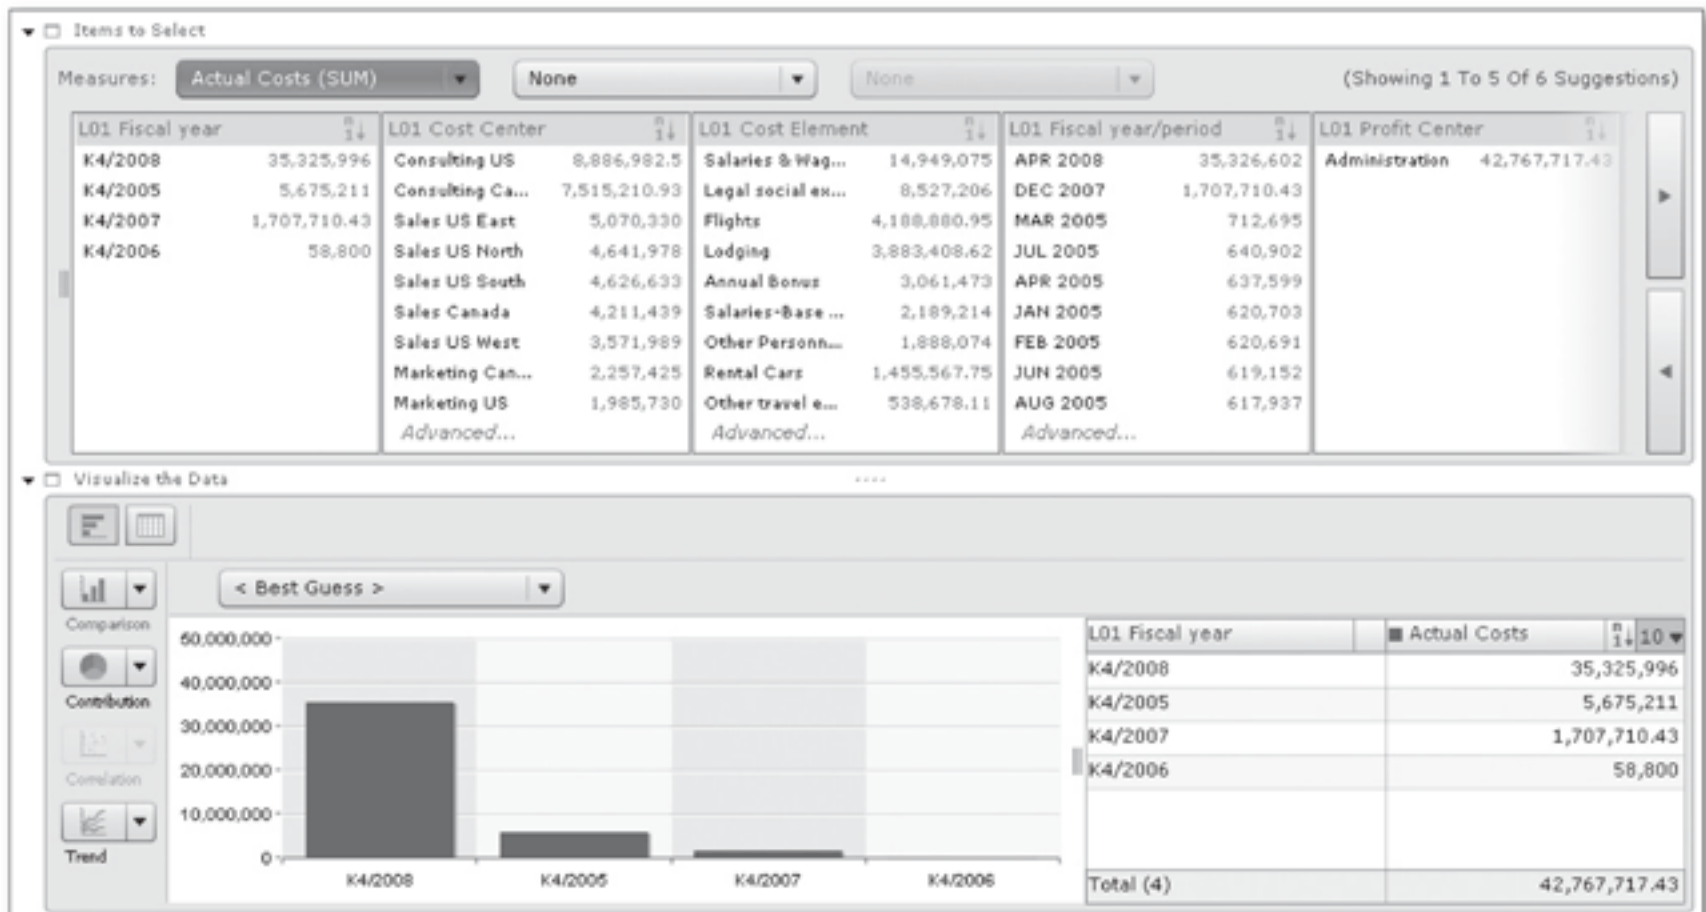 Items to Select
Measures: Actual Costs (SUM) None None (Showing 1 To 5 Of 6 Suggestions)
L01 Fiscal year L01 Cost Center L01 Cost Element L01 Fiscal year/period L01 Profit Center
K4/2008 35,325,996 Consulting US 8,886,982.5 Salaries & Wag... 14,949,075 APR 2008 35,326,602 Administration 42,767,717.43
K4/2005 5,675,211 Consulting Ca... 7,515,210.93 Legal social ex... 8,527,206 DEC 2007 1,707,710.43
K4/2007 1,707,710.43 Sales US East 5,070,330 Flights 4,188,880.95 MAR 2005 712,695
K4/2006 58,800 Sales US North 4,641,978 Lodging 3,883,408.62 JUL 2005 640,902
Sales US South 4,626,633 Annual Bonus 3,061,473 APR 2005 637,599
Sales Canada 4,211,439 Salaries-Base ... 2,189,214 JAN 2005 620,703
Sales US West 3,571,989 Other Personn... 1,888,074 FEB 2005 620,691
Marketing Can... 2,257,425 Rental Cars 1,455,567.75 JUN 2005 619,152
Marketing US 1,985,730 Other travel e... 538,678.11 AUG 2005 617,937
Advanced... Advanced... Advanced...
Visualize the Data
< Best Guess >
Comparison
Contribution
Correlation
Trend
50,000,000
40,000,000
30,000,000
20,000,000
10,000,000
0
K4/2008 K4/2005 K4/2007 K4/2006
L01 Fiscal year Actual Costs 10
K4/2008 35,325,996
K4/2005 5,675,211
K4/2007 1,707,710.43
K4/2006 58,800
Total (4) 42,767,717.43